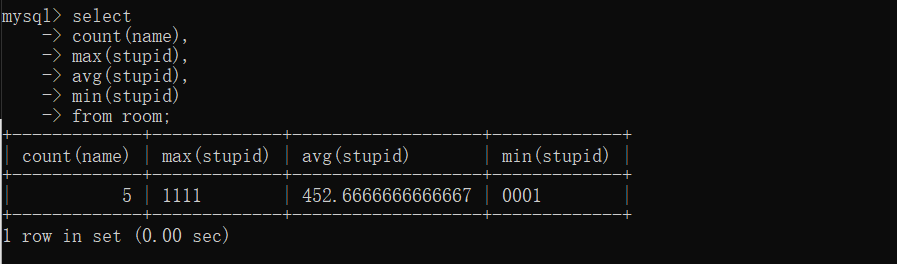 mysql> select
    -> count(name),
    -> max(stupid),
    -> avg(stupid),
    -> min(stupid)
    -> from room;
+-------------+-------------+-------------------+-------------+
| count(name) | max(stupid) | avg(stupid)       | min(stupid) |
+-------------+-------------+-------------------+-------------+
|           5 | 1111        | 452.6666666666667 | 0001        |
+-------------+-------------+-------------------+-------------+
1 row in set (0.00 sec)